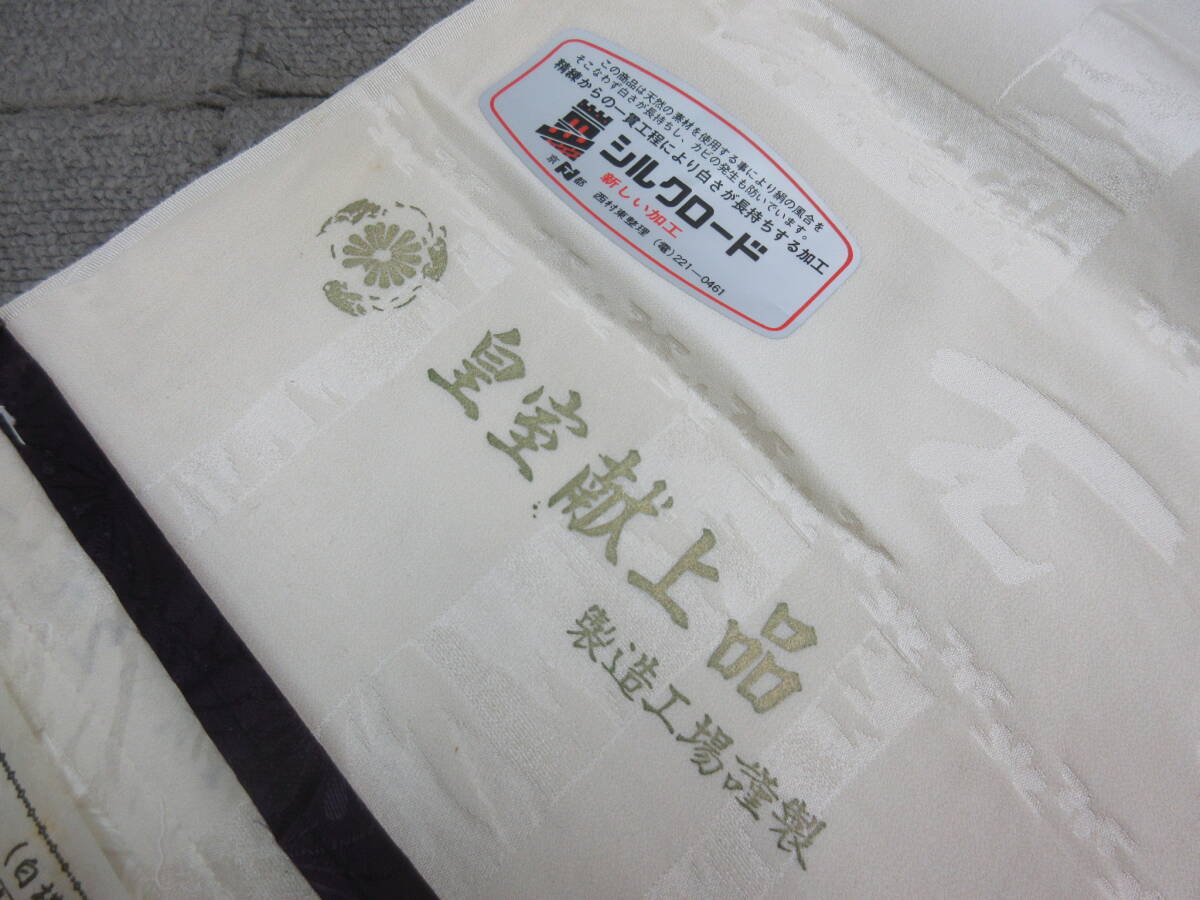 この商品は天然の素材を使用する事により絹の風合を
そこなわず白さが長持ちし、カビの発生も防いでいます。
精練からの一貫工程により白さが長持ちする加工
シルクロード
新しい加工
京都
西村東整理 (電)221-0461
皇室献上品
製造工場謹製
(白